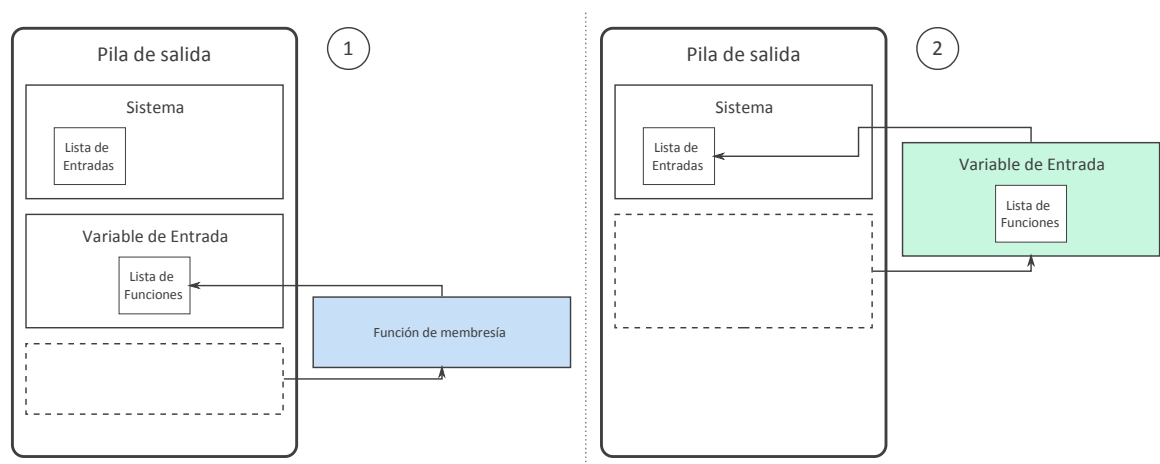 Pila de salida
1
Sistema
Lista de
Entradas
Variable de Entrada
Lista de
Funciones
Función de membresía
Pila de salida
2
Sistema
Lista de
Entradas
Variable de Entrada
Lista de
Funciones